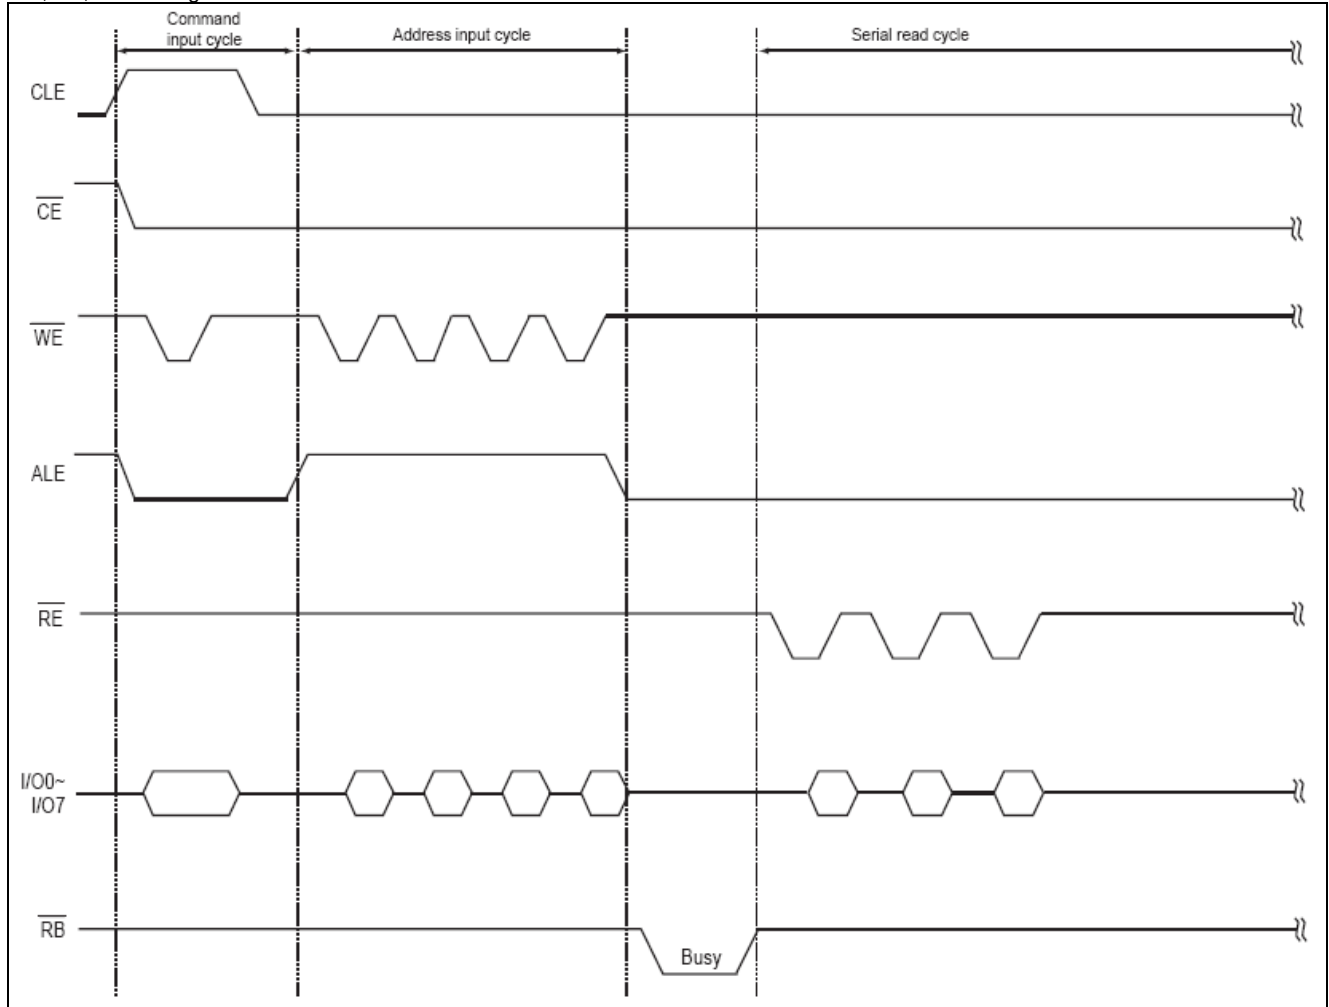 Command
input cycle
Address input cycle
Serial read cycle
CLE
CE
WE
ALE
RE
I/O0~
I/O7
RB
Busy